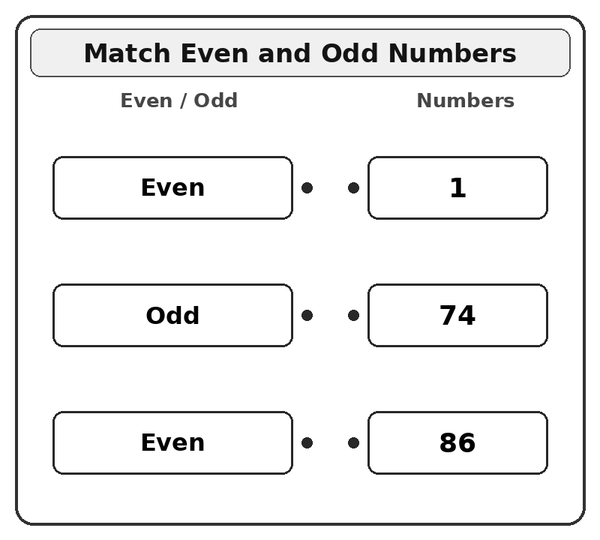 Match Even and Odd Numbers
Even / Odd Numbers
Even 1
Odd 74
Even 86